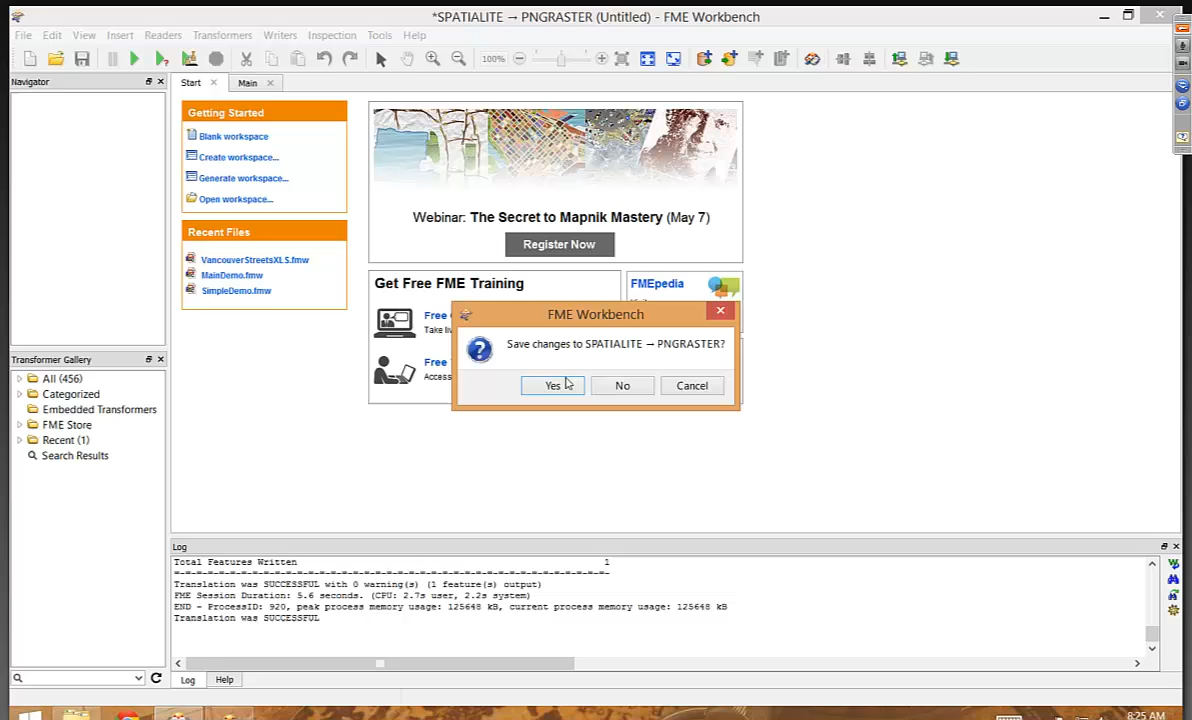 *SPATIALITE → PNGRASTER (Untitled) - FME Workbench
File Edit View Insert Readers Transformers Writers Inspection Tools Help
100%
Navigator
Start
Main
Getting Started
Blank workspace
Create workspace...
Generate workspace...
Open workspace...
Recent Files
VancouverStreetsXLS.fmw
MainDemo.fmw
SimpleDemo.fmw
Webinar: The Secret to Mapnik Mastery (May 7)
Register Now
Get Free FME Training
FMEpedia
Free
Take li
Free
Access
FME Workbench
Save changes to SPATIALITE → PNGRASTER?
Yes
No
Cancel
Transformer Gallery
All (456)
Categorized
Embedded Transformers
FME Store
Recent (1)
Search Results
Log
Total Features Written 1
=-=-=-=-=-=-=-=-=-=-=-=-=-=-=-=-=-=-=-=-=-=-=-=-=-=-=-=-=-=-=-=-=-=-=-=-=-=-
Translation was SUCCESSFUL with 0 warning(s) (1 feature(s) output)
FME Session Duration: 5.6 seconds. (CPU: 2.7s user, 2.2s system)
END - ProcessID: 920, peak process memory usage: 125648 kB, current process memory usage: 125648 kB
Translation was SUCCESSFUL
Log
Help
8:25 AM